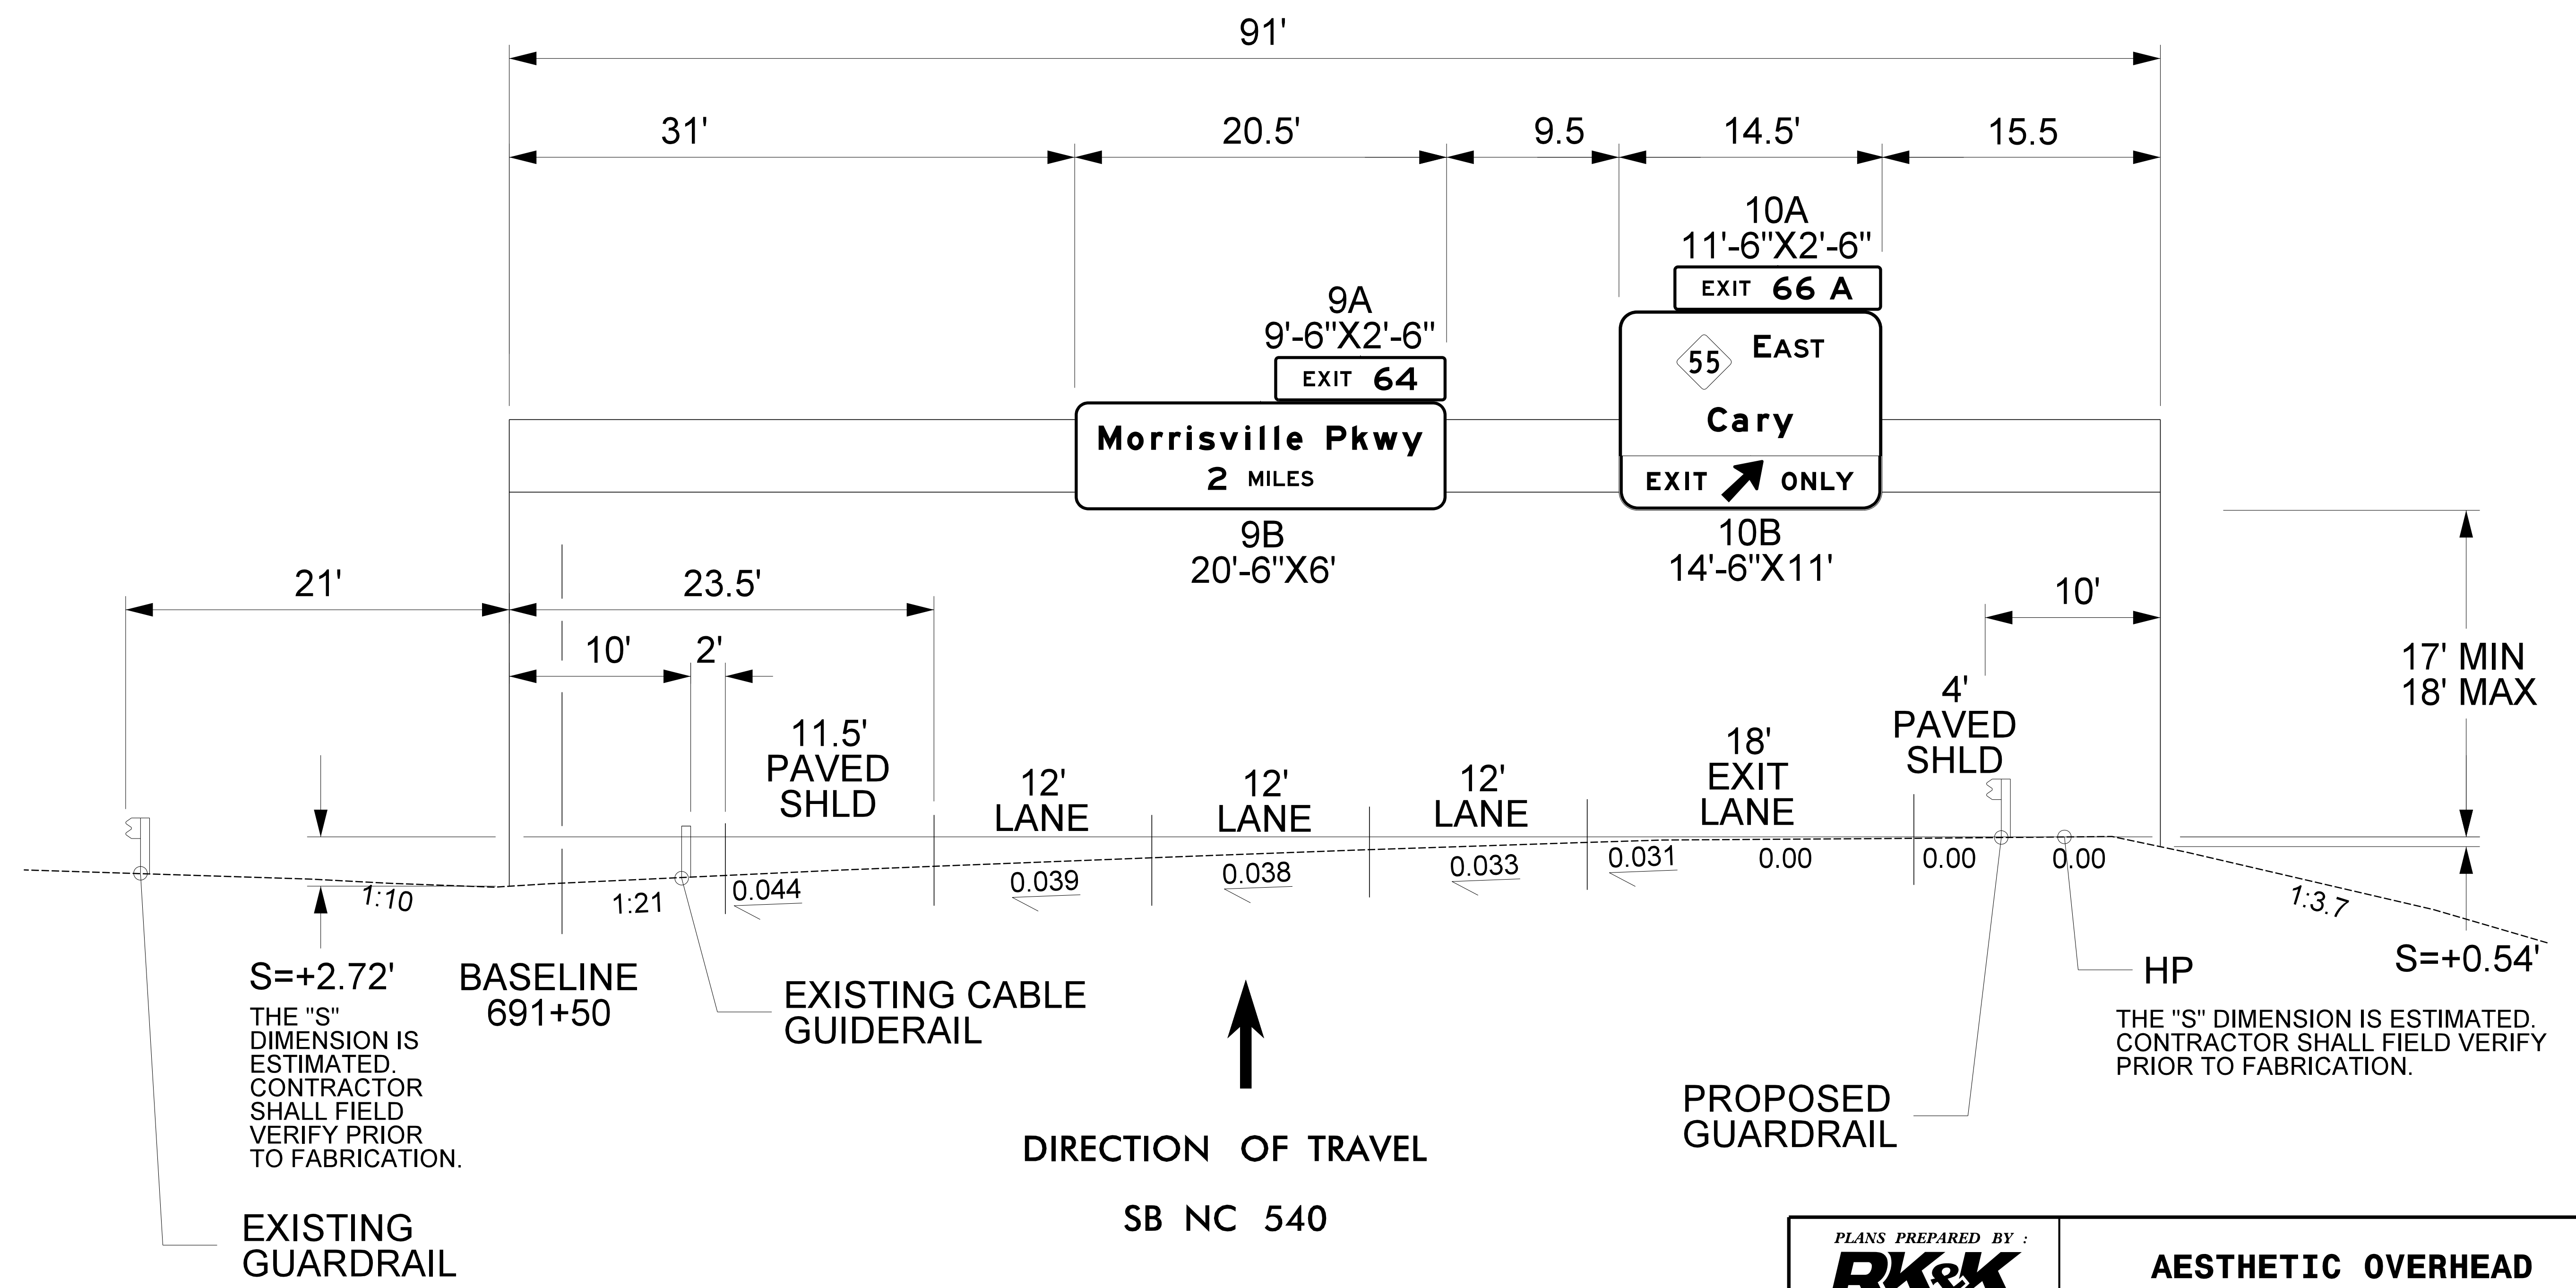 91'
31'
20.5'
9.5
14.5'
15.5
10A
11'-6"X2'-6"
EXIT 66 A
9A
9'-6"X2'-6"
EXIT 64
55 EAST
Cary
EXIT ONLY
Morrisville Pkwy
2 MILES
9B
20'-6"X6'
10B
14'-6"X11'
21'
23.5'
10'
10'
2'
17' MIN
18' MAX
11.5'
PAVED
SHLD
12'
LANE
12'
LANE
12'
LANE
18'
EXIT
LANE
4'
PAVED
SHLD
1:10
1:21
0.044
0.039
0.038
0.033
0.031
0.00
0.00
0.00
1:3.7
S=+2.72'
THE "S"
DIMENSION IS
ESTIMATED.
CONTRACTOR
SHALL FIELD
VERIFY PRIOR
TO FABRICATION.
BASELINE
691+50
EXISTING CABLE
GUIDERAIL
HP
S=+0.54'
THE "S" DIMENSION IS ESTIMATED.
CONTRACTOR SHALL FIELD VERIFY
PRIOR TO FABRICATION.
PROPOSED
GUARDRAIL
DIRECTION OF TRAVEL
SB NC 540
EXISTING
GUARDRAIL
PLANS PREPARED BY :
RK&K
AESTHETIC OVERHEAD